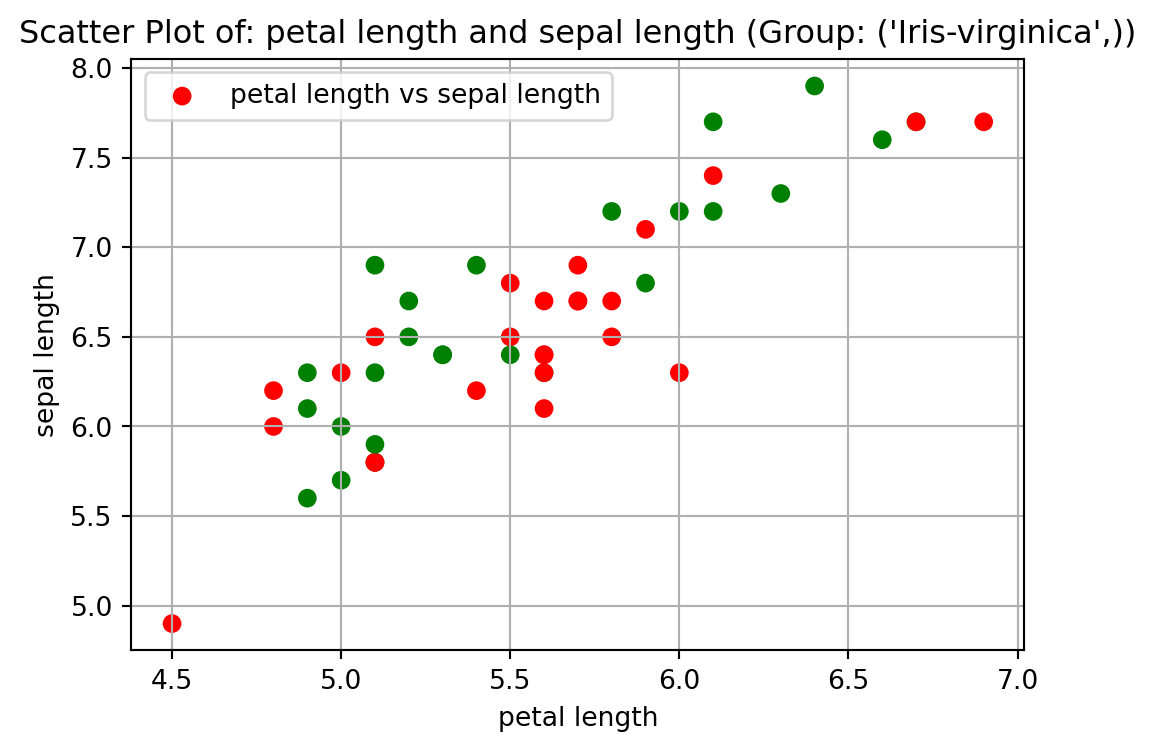 Scatter Plot of: petal length and sepal length (Group: ('Iris-virginica',))
petal length vs sepal length
8.0
7.5
7.0
6.5
6.0
5.5
5.0
sepal length
4.5 5.0 5.5 6.0 6.5 7.0
petal length